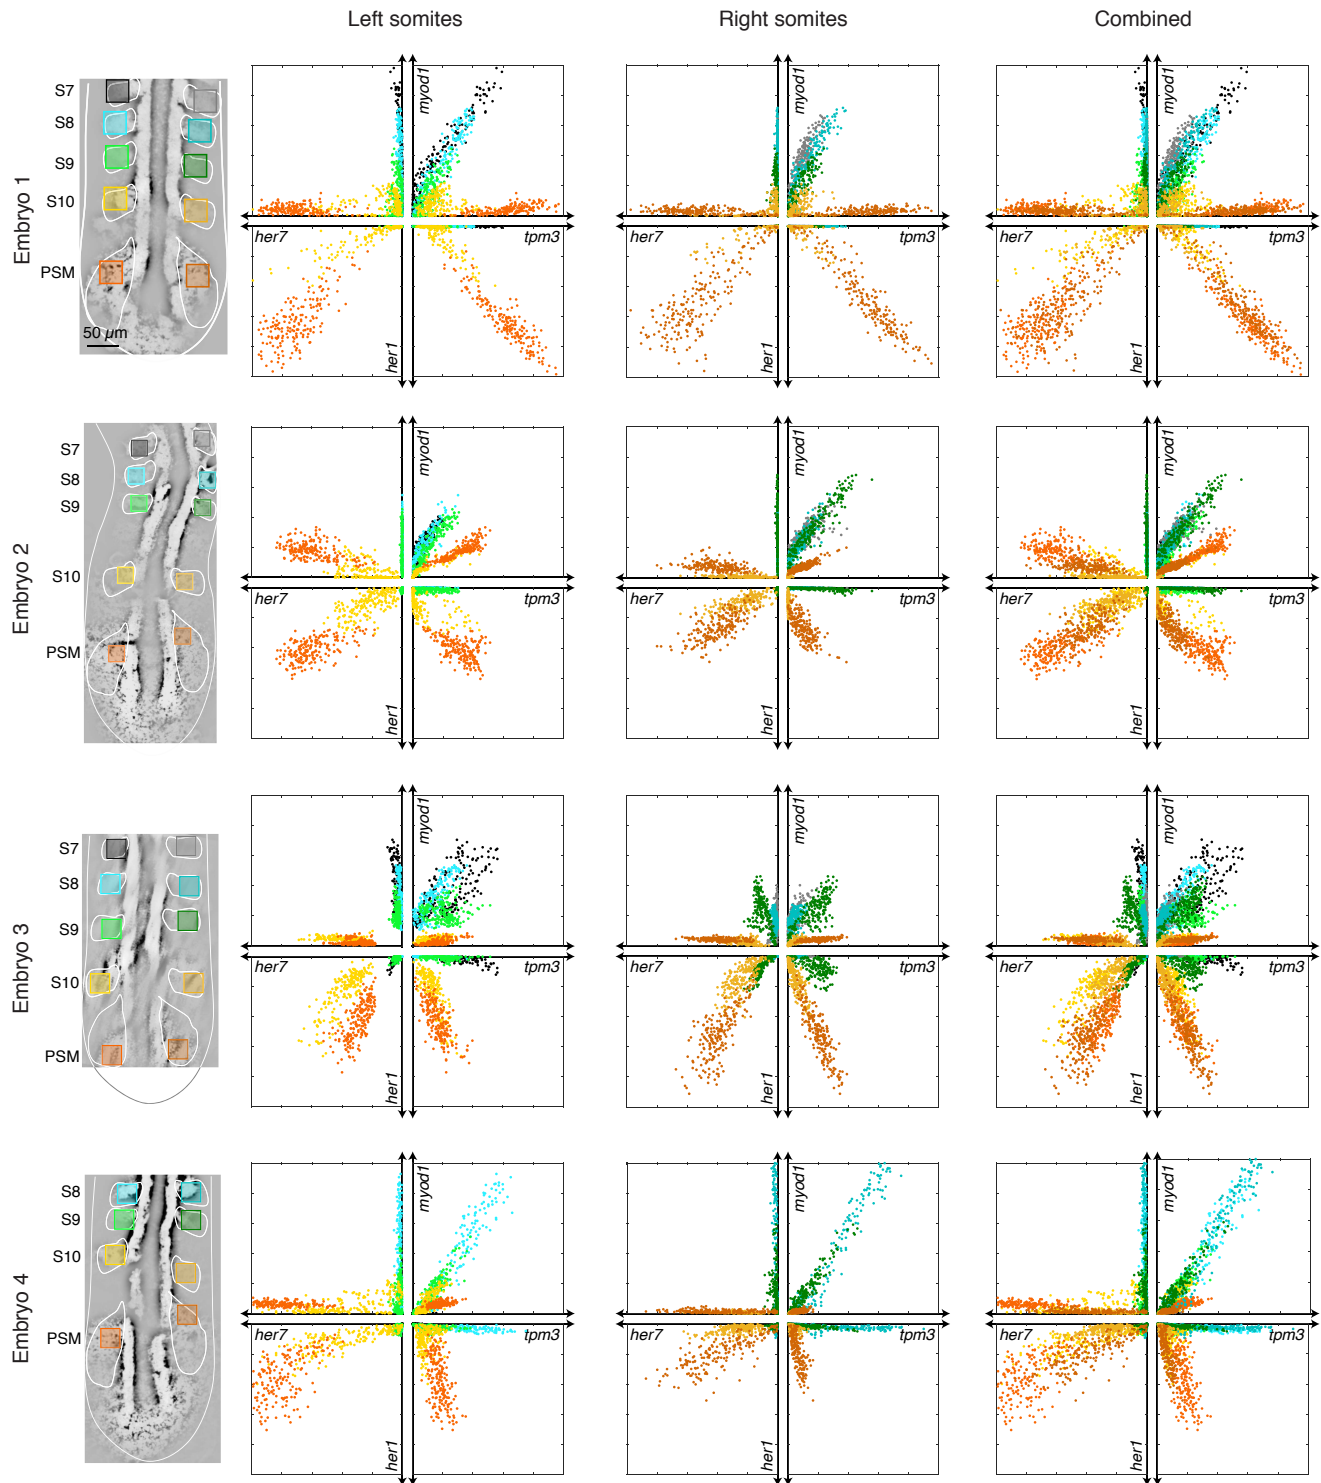 Left somites Right somites Combined
Embryo 1
S7
S8
S9
S10
PSM
50 µm
myod1 myod1 myod1
her7 tpm3 her7 tpm3 her7 tpm3
her1 her1 her1
Embryo 2
S7
S8
S9
S10
PSM
myod1 myod1 myod1
her7 tpm3 her7 tpm3 her7 tpm3
her1 her1 her1
Embryo 3
S7
S8
S9
S10
PSM
myod1 myod1 myod1
her7 tpm3 her7 tpm3 her7 tpm3
her1 her1 her1
Embryo 4
S8
S9
S10
PSM
myod1 myod1 myod1
her7 tpm3 her7 tpm3 her7 tpm3
her1 her1 her1